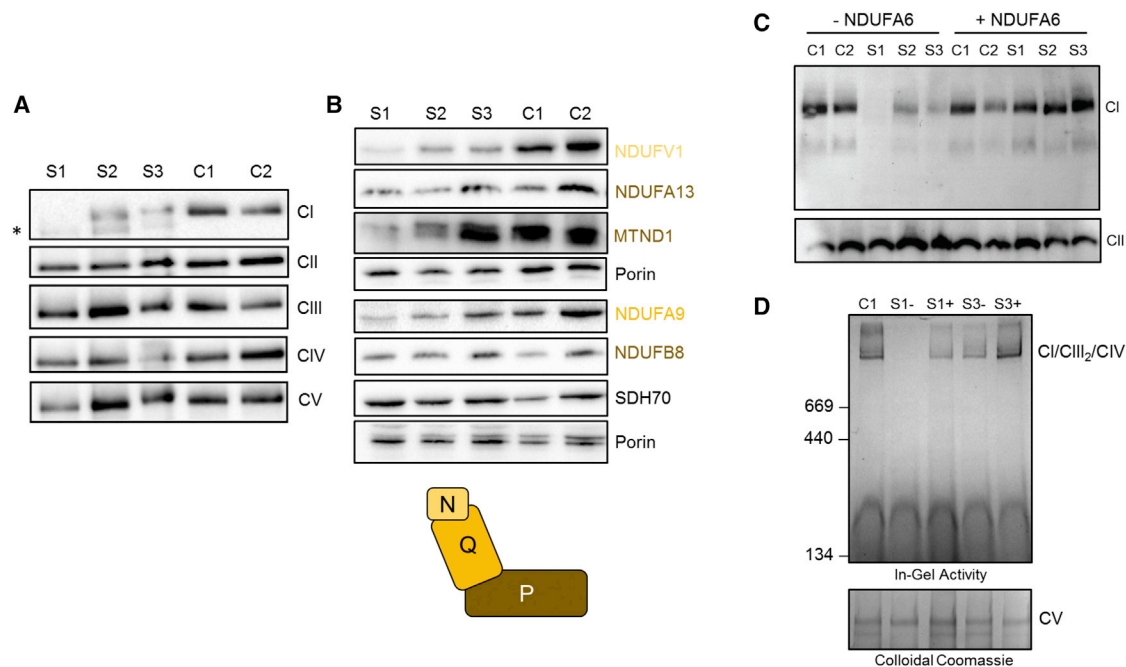 A
S1 S2 S3 C1 C2
CI
*
CII
CIII
CIV
CV
B
S1 S2 S3 C1 C2
NDUFV1
NDUFA13
MTND1
Porin
NDUFA9
NDUFB8
SDH70
Porin
N
Q
P
C
- NDUFA6 + NDUFA6
C1 C2 S1 S2 S3 C1 C2 S1 S2 S3
CI
CII
D
C1 S1- S1+ S3- S3+
CI/CIII₂/CIV
669
440
134
In-Gel Activity
CV
Colloidal Coomassie